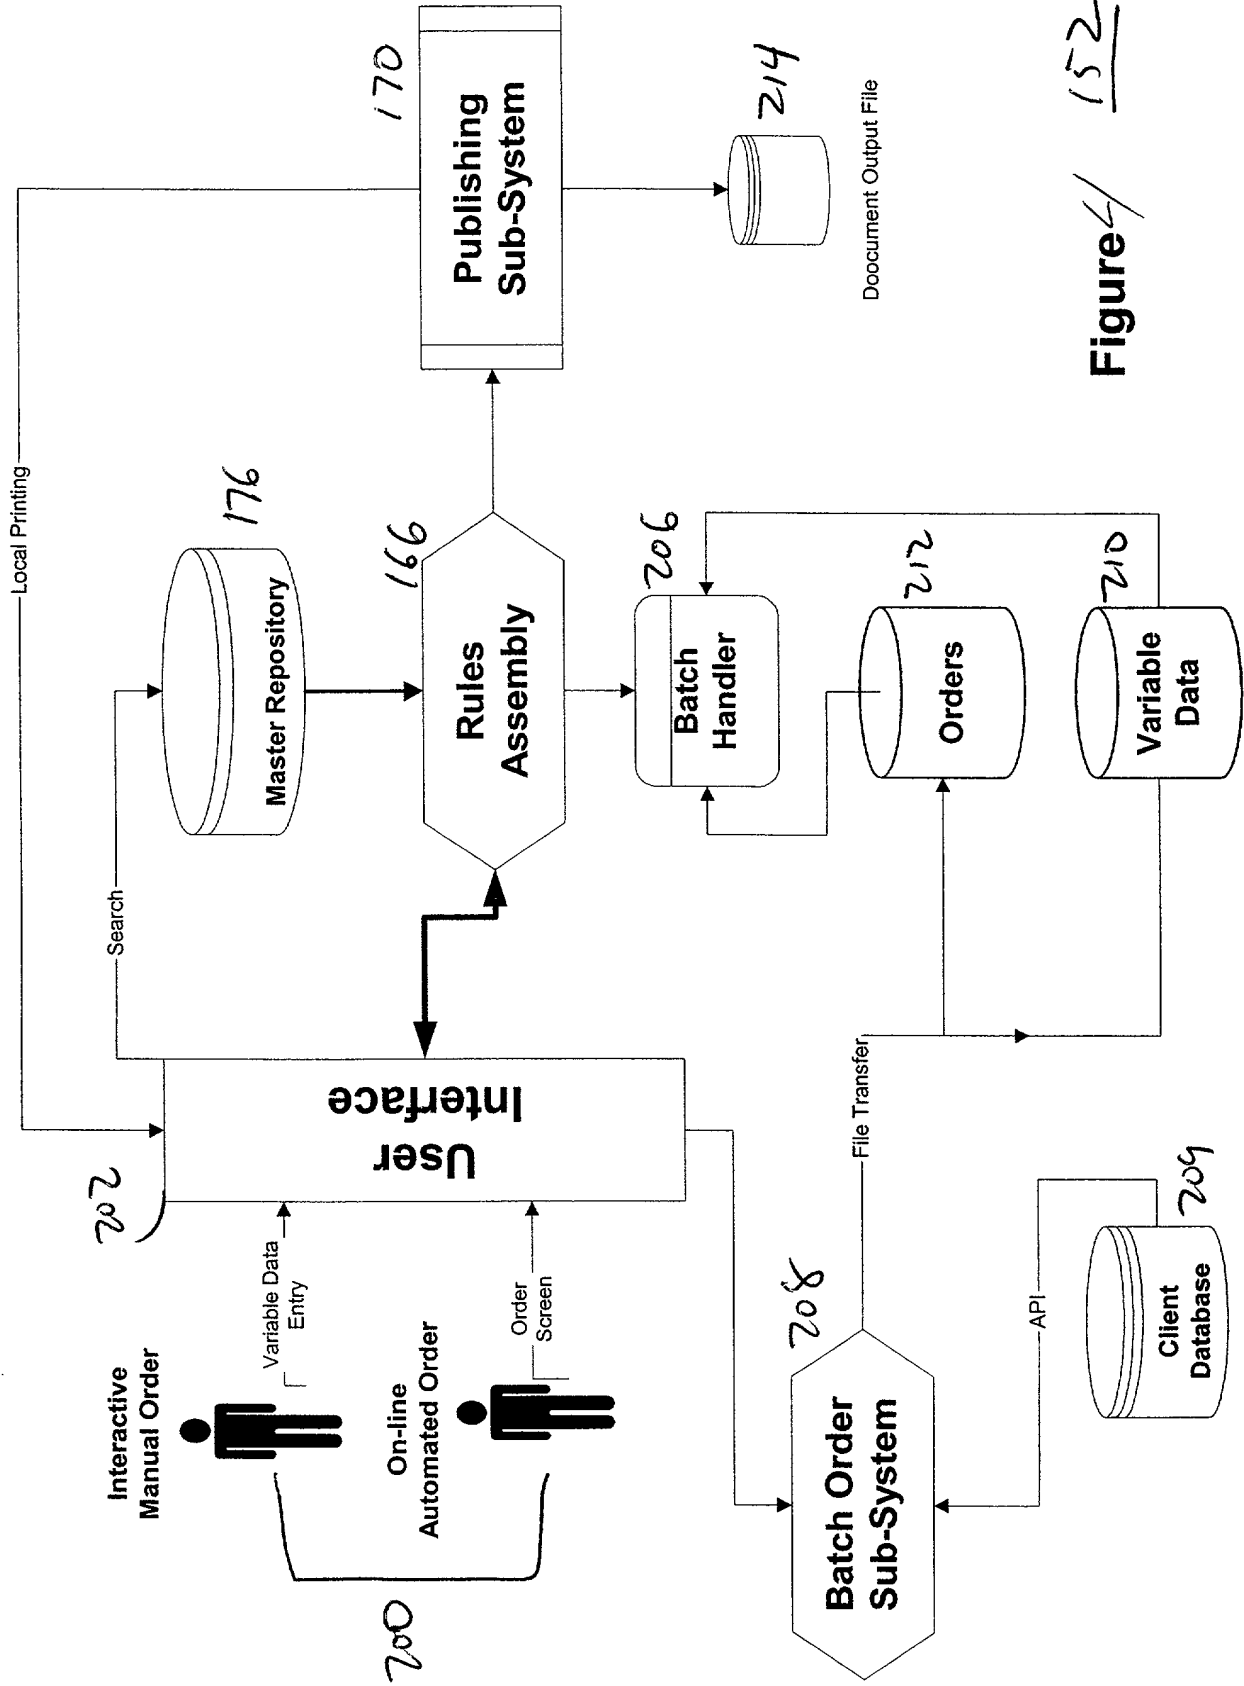 Local Printing
Search
202
Interactive
Manual Order
Variable Data
Entry
On-line
Automated Order
Order
Screen
200
User
Interface
176
Master Repository
166
Rules
Assembly
170
Publishing
Sub-System
214
Doocument Output File
206
Batch
Handler
212
Orders
210
Variable
Data
File Transfer
208
Batch Order
Sub-System
API
209
Client
Database
Figure 4
152